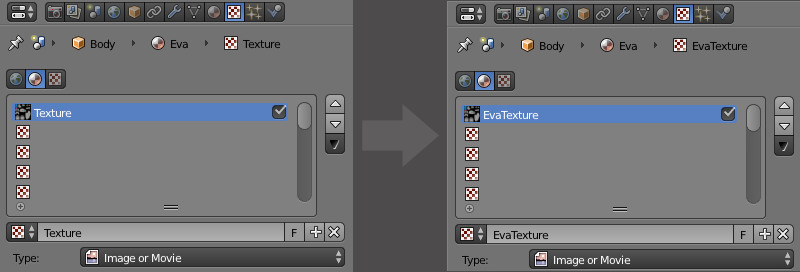 Body Eva Texture
Texture
Texture F
Type: Image or Movie
Body Eva EvaTexture
EvaTexture
EvaTexture F
Type: Image or Movie